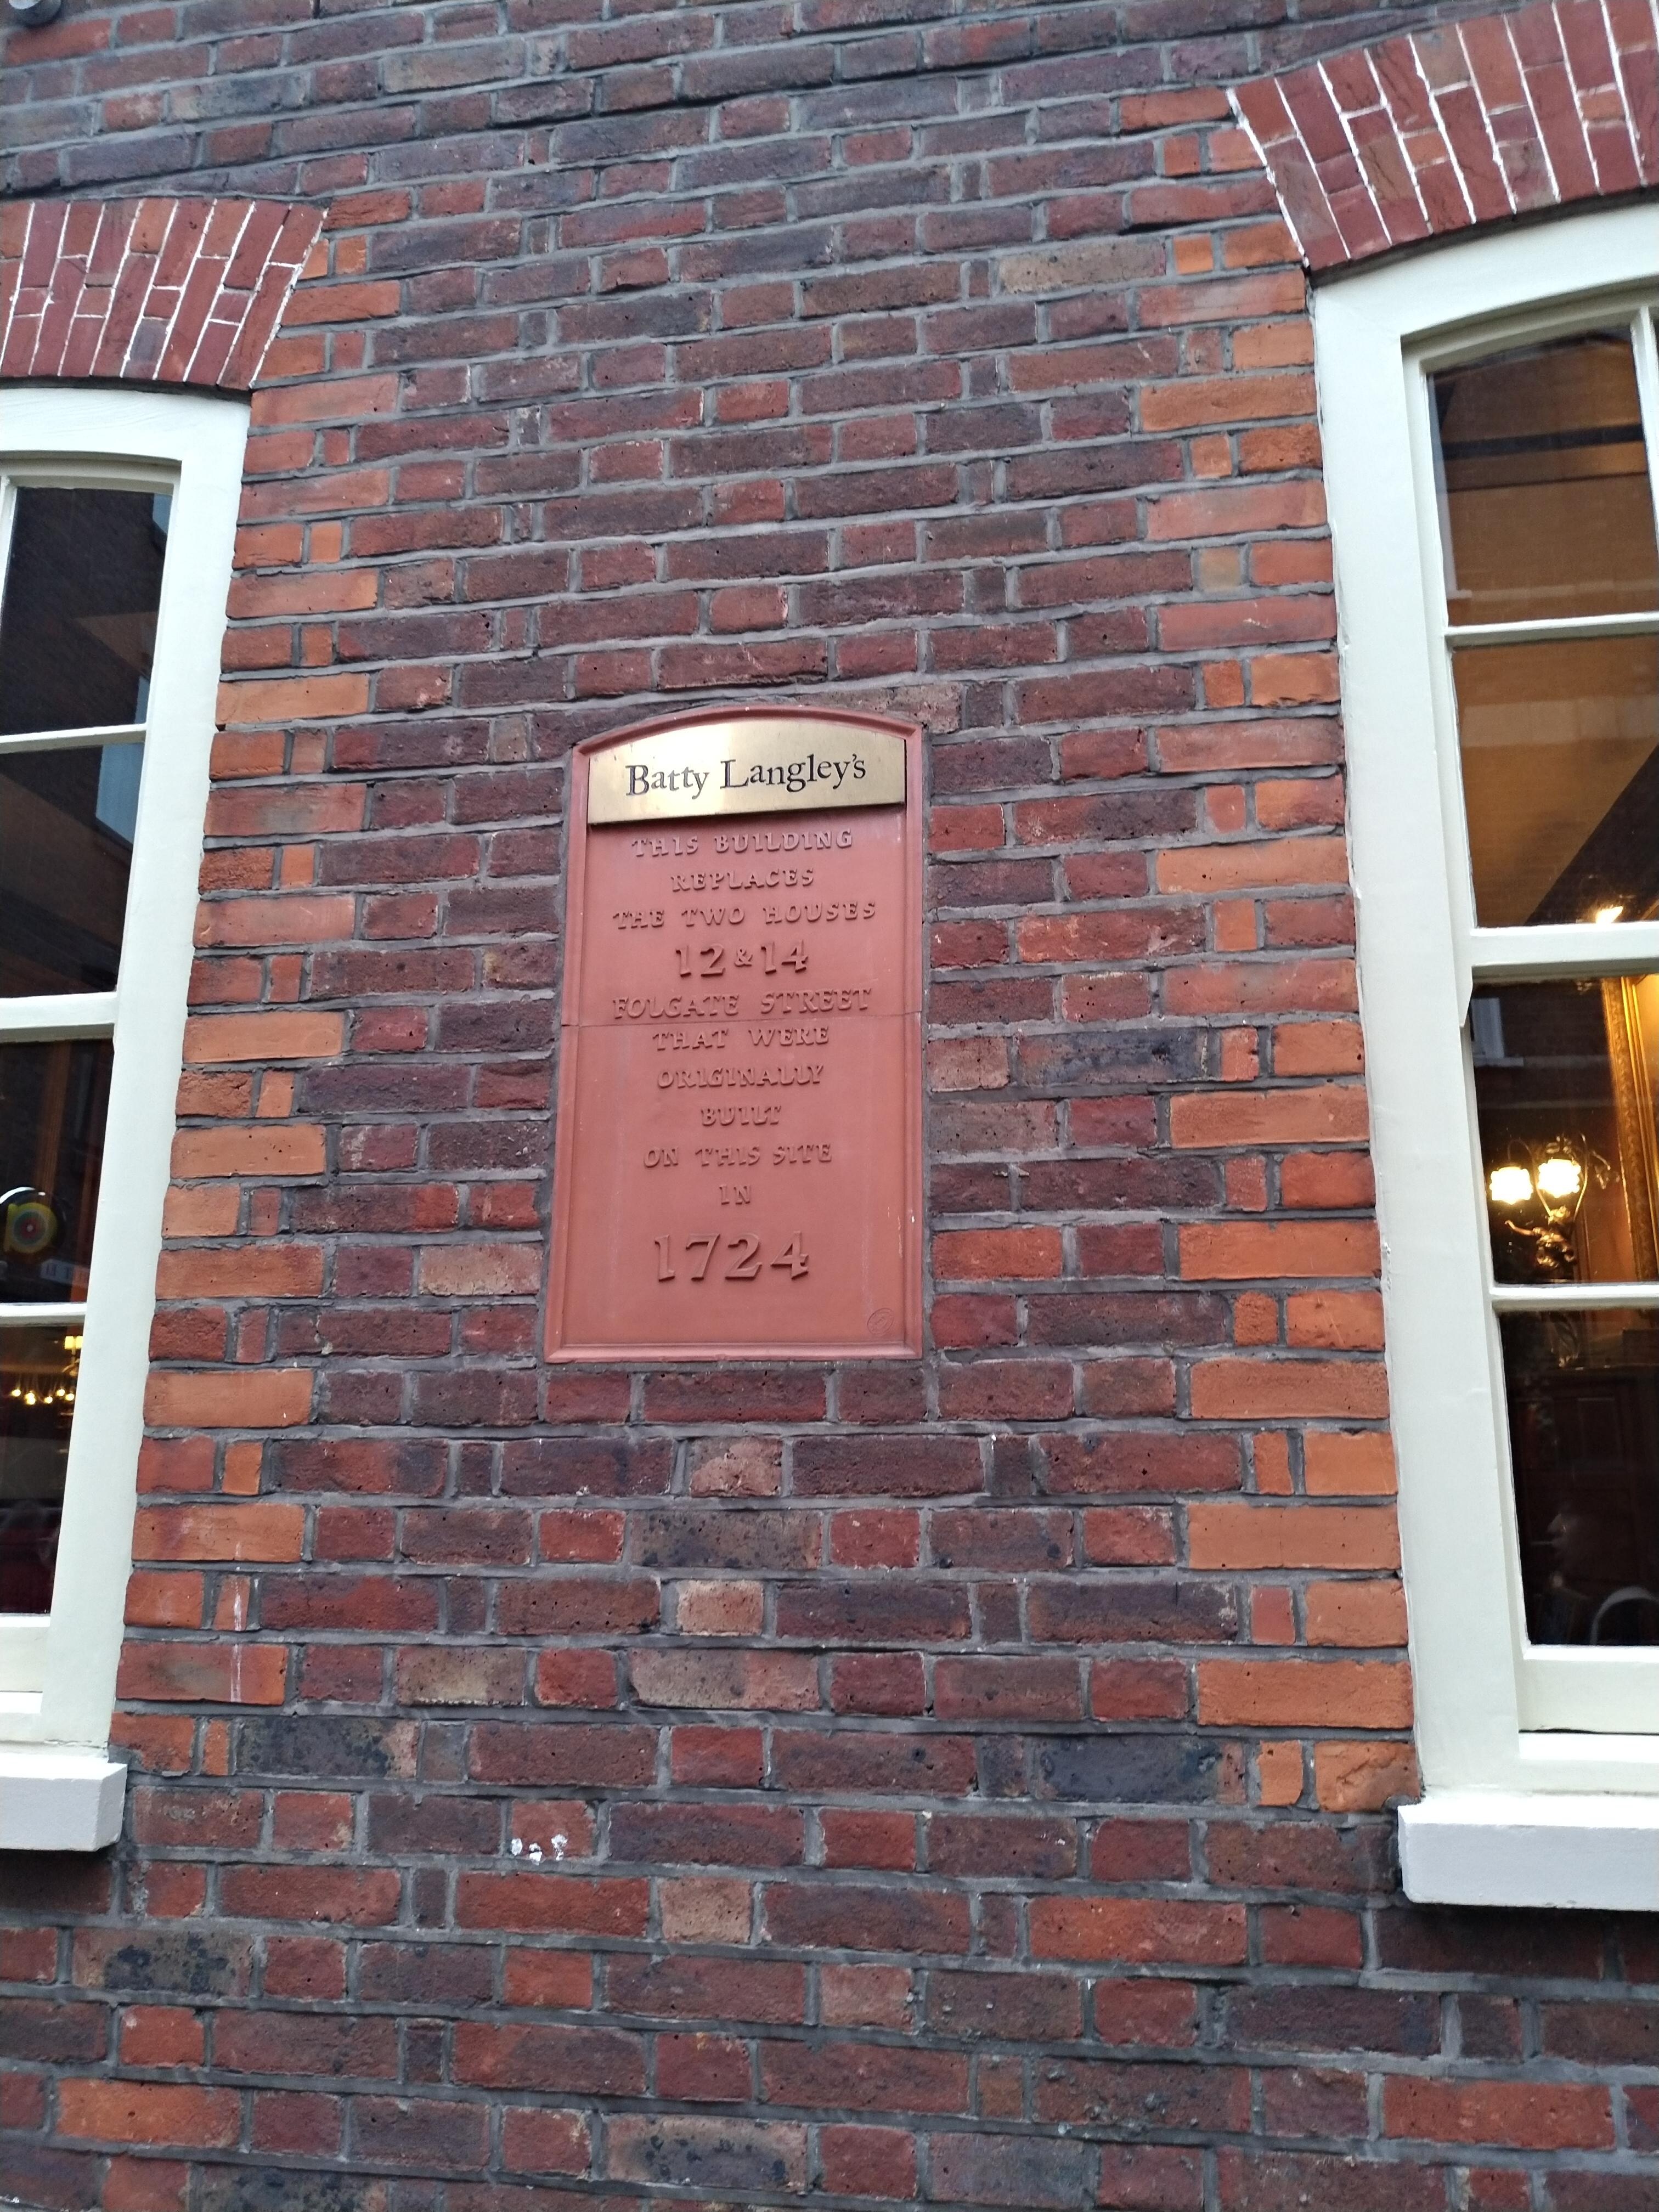 Batty Langley's
THIS BUILDING
REPLACES
THE TWO HOUSES
12 & 14
FOLGATE STREET
THAT WERE
ORIGINALLY
BUILT
ON THIS SITE
IN
1724